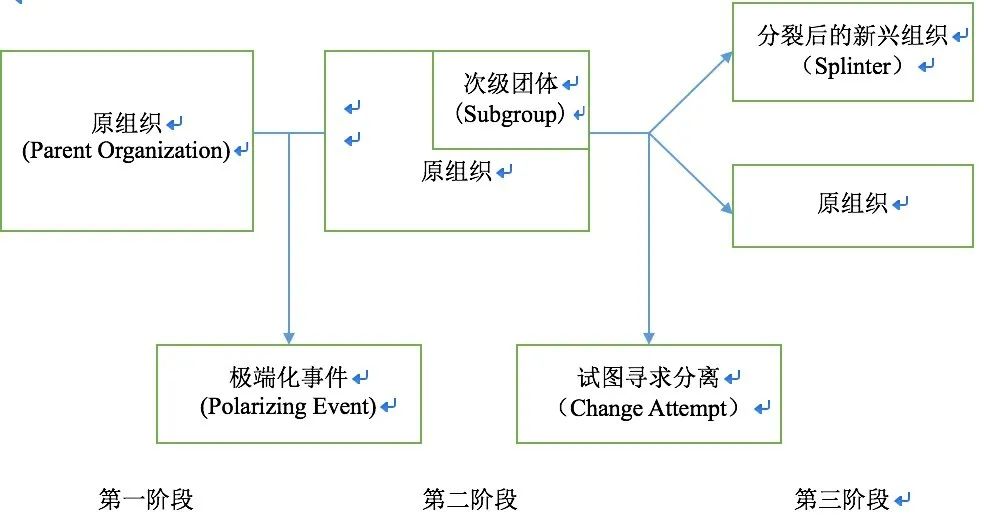 原组织
(Parent Organization)
次级团体
(Subgroup)
原组织
分裂后的新兴组织
（Splinter）
原组织
极端化事件
(Polarizing Event)
试图寻求分离
（Change Attempt）
第一阶段
第二阶段
第三阶段